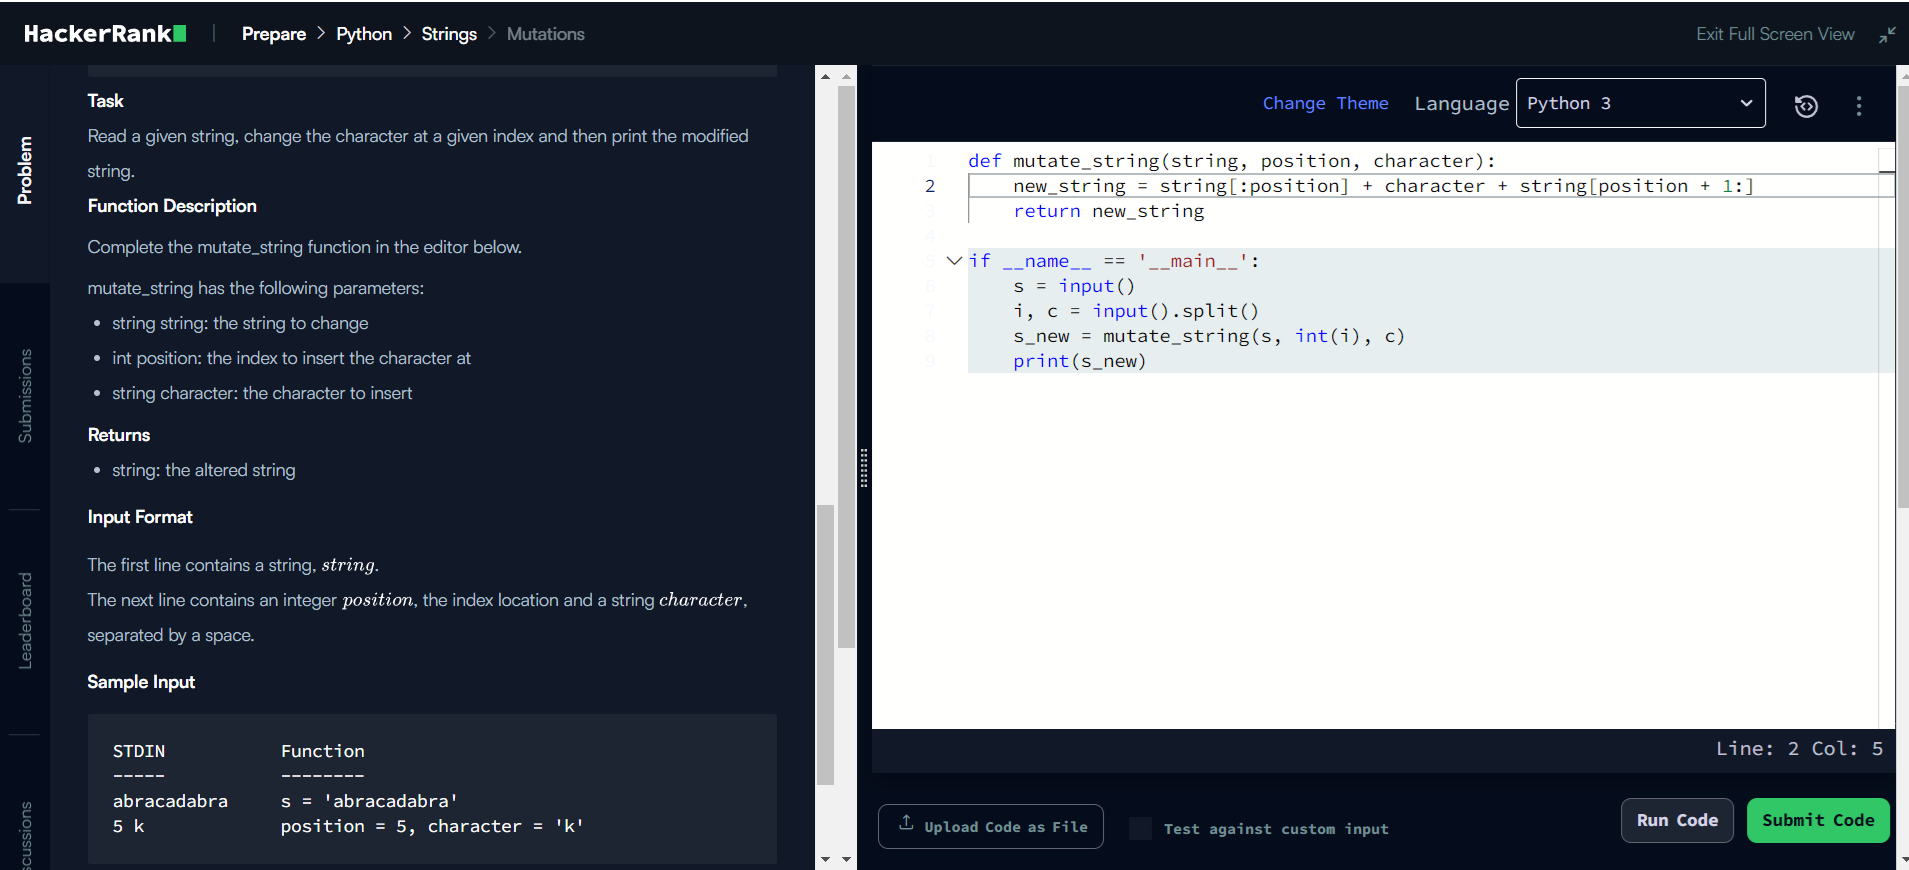 HackerRank
Prepare > Python > Strings > Mutations
Exit Full Screen View
Problem
Submissions
Leaderboard
Task
Read a given string, change the character at a given index and then print the modified
string.
Function Description
Complete the mutate_string function in the editor below.
mutate_string has the following parameters:
• string string: the string to change
• int position: the index to insert the character at
• string character: the character to insert
Returns
• string: the altered string
Input Format
The first line contains a string, string.
The next line contains an integer position, the index location and a string character,
separated by a space.
Sample Input
STDIN Function
----- --------
abracadabra s = 'abracadabra'
5 k position = 5, character = 'k'
Change Theme Language Python 3
1 def mutate_string(string, position, character):
2 new_string = string[:position] + character + string[position + 1:]
3 return new_string
4
5 if __name__ == '__main__':
6 s = input()
7 i, c = input().split()
8 s_new = mutate_string(s, int(i), c)
9 print(s_new)
Line: 2 Col: 5
Upload Code as File
Test against custom input
Run Code
Submit Code